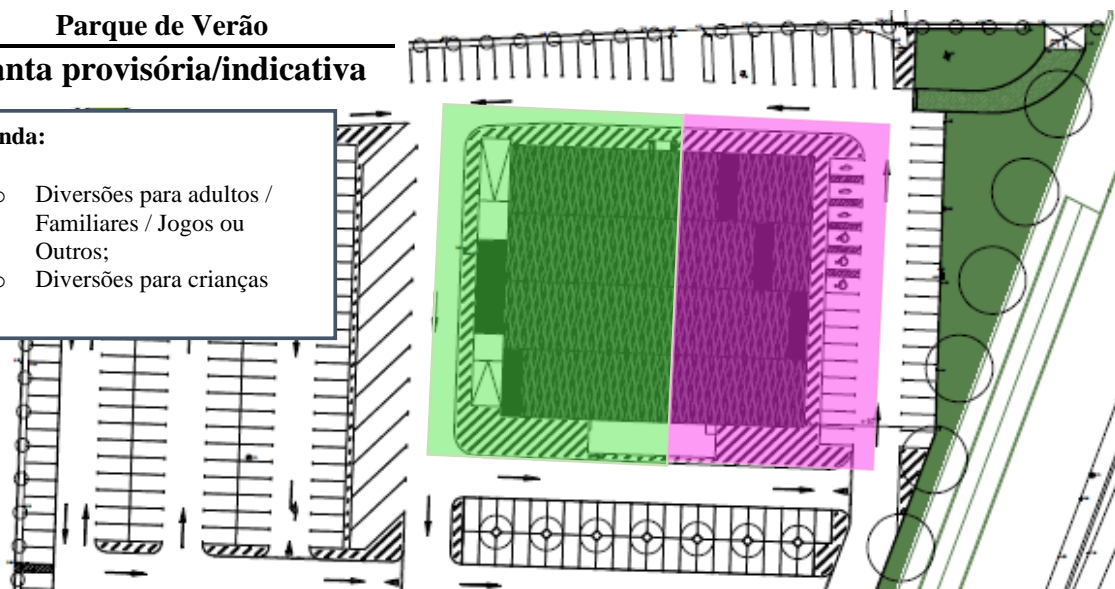 Parque de Verão
anta provisória/indicativa
nda:
o Diversões para adultos /
Familiares / Jogos ou
Outros;
o Diversões para crianças